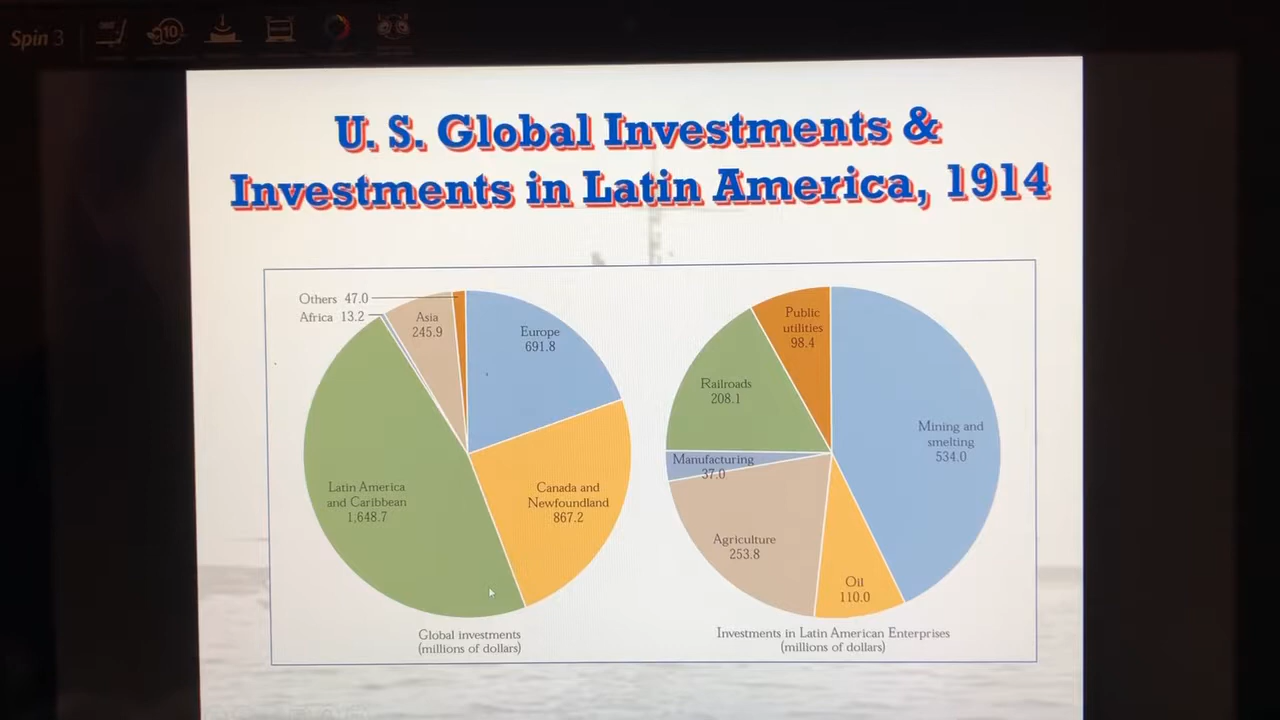 Spin 3
10
U. S. Global Investments &
Investments in Latin America, 1914
Others 47.0
Africa 13.2
Asia
245.9
Europe
691.8
Latin America
and Caribbean
1,648.7
Canada and
Newfoundland
867.2
Global investments
(millions of dollars)
Public
utilities
98.4
Railroads
208.1
Mining and
smelting
534.0
Manufacturing
37.0
Agriculture
253.8
Oil
110.0
Investments in Latin American Enterprises
(millions of dollars)